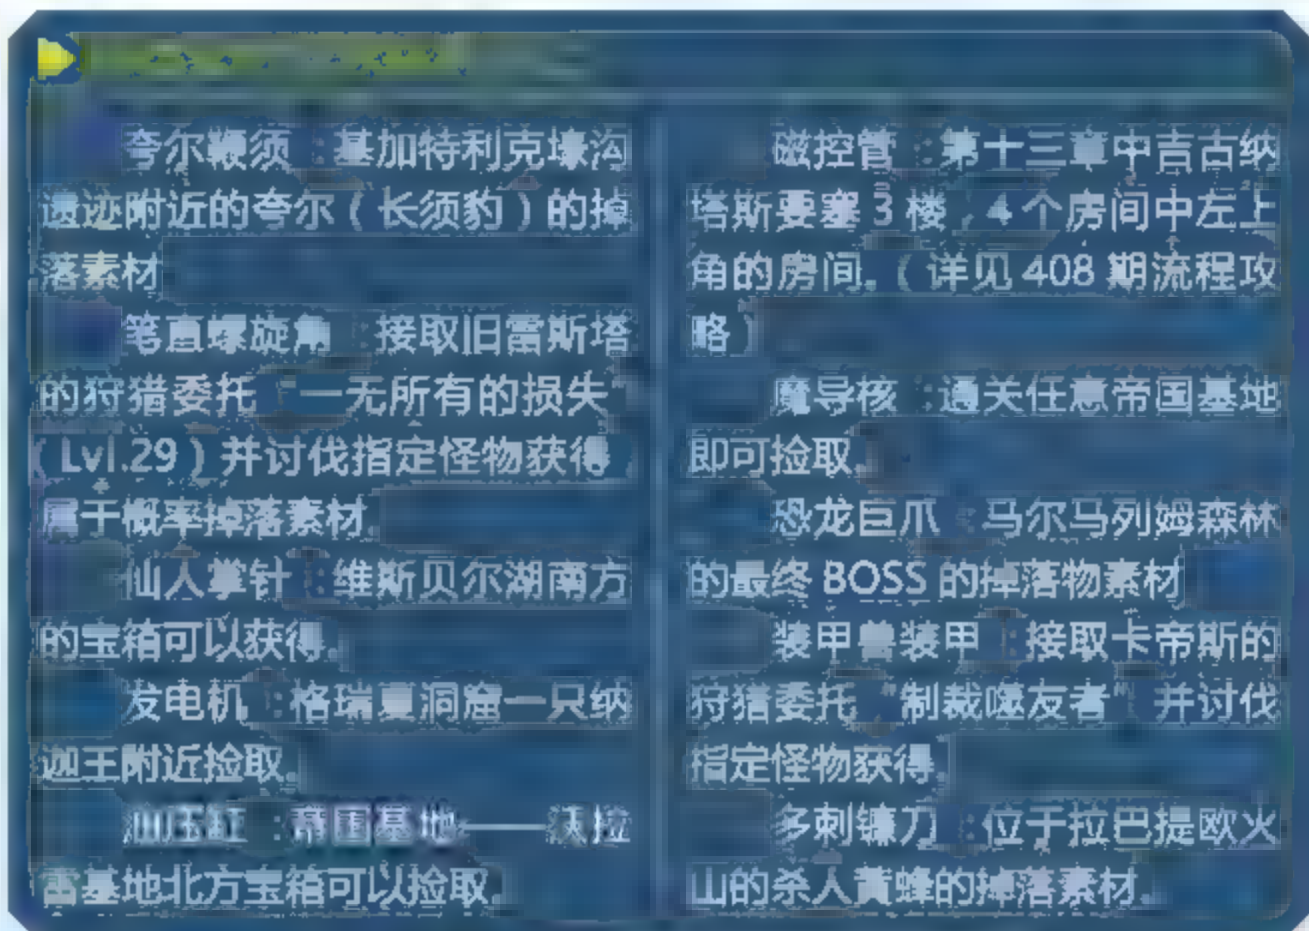 夸尔鞭须：基加特利克壕沟
遗迹附近的夸尔（长须豹）的掉
落素材
笔直螺旋角：接取旧雷斯塔
的狩猎委托“一无所有的损失”
（Lvl.29）并讨伐指定怪物获得
属于概率掉落素材
仙人掌针：维斯贝尔湖南方
的宝箱可以获得。
发电机：格瑞夏洞窟一只纳
迦王附近捡取。
油压缸：帝国基地——沃拉
雷基地北方宝箱可以捡取。
磁控管：第十三章中吉古纳
塔斯要塞3楼，4个房间中左上
角的房间。（详见408期流程攻
略）
魔导核：通关任意帝国基地
即可捡取。
恐龙巨爪：马尔马列姆森林
的最终BOSS的掉落物素材
装甲兽装甲：接取卡帝斯的
狩猎委托“制裁噬友者”并讨伐
指定怪物获得。
多刺镰刀：位于拉巴提欧火
山的杀人黄蜂的掉落素材。